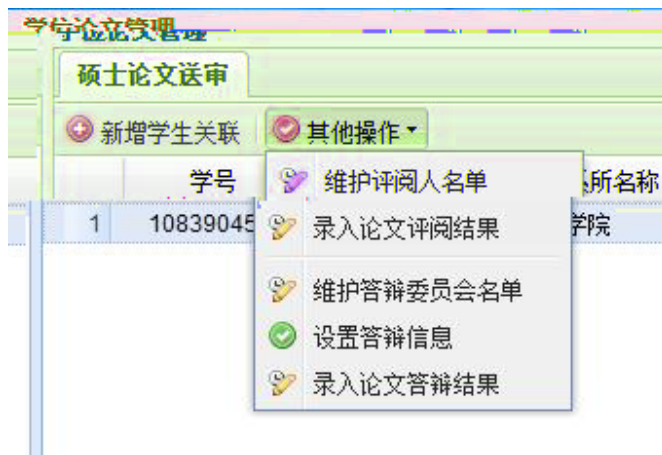 学位论文管理
硕士论文送审
新增学生关联 其他操作
学号 所名称
维护评阅人名单
1 10839045 学院
录入论文评阅结果
维护答辩委员会名单
设置答辩信息
录入论文答辩结果